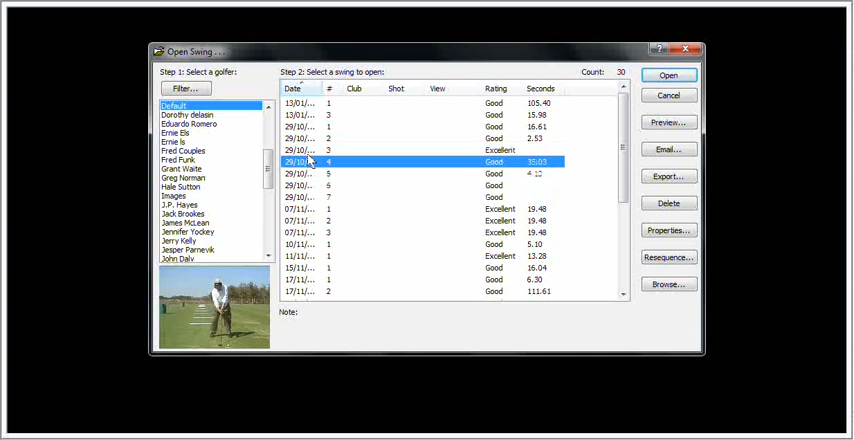 Open Swing . . .
?
Step 1: Select a golfer:
Step 2: Select a swing to open:
Count: 30
Open
Filter...
Date # Club Shot View Rating Seconds
Cancel
Default
Dorothy delasin
Eduardo Romero
Ernie Els
Ernie ls
Fred Couples
Fred Funk
Grant Waite
Greg Norman
Hale Sutton
Images
J.P. Hayes
Jack Brookes
James McLean
Jennifer Yockey
Jerry Kelly
Jesper Parnevik
John Daly
13/01/... 1 Good 105.40
13/01/... 3 Good 15.98
29/10/... 1 Good 16.61
29/10/... 2 Good 2.53
29/10/... 3 Excellent
29/10/... 4 Good 35.03
29/10/... 5 Good
29/10/... 6 Good
29/10/... 7 Good
07/11/... 1 Excellent 19.48
07/11/... 2 Excellent 19.48
07/11/... 3 Excellent 19.48
10/11/... 1 Good 5.10
11/11/... 1 Excellent 13.28
15/11/... 1 Good 16.04
16/11/... 1 Good 6.30
17/11/... 2 Good 111.61
Preview...
Email...
Export...
Delete
Properties...
Resequence...
Browse...
Note: